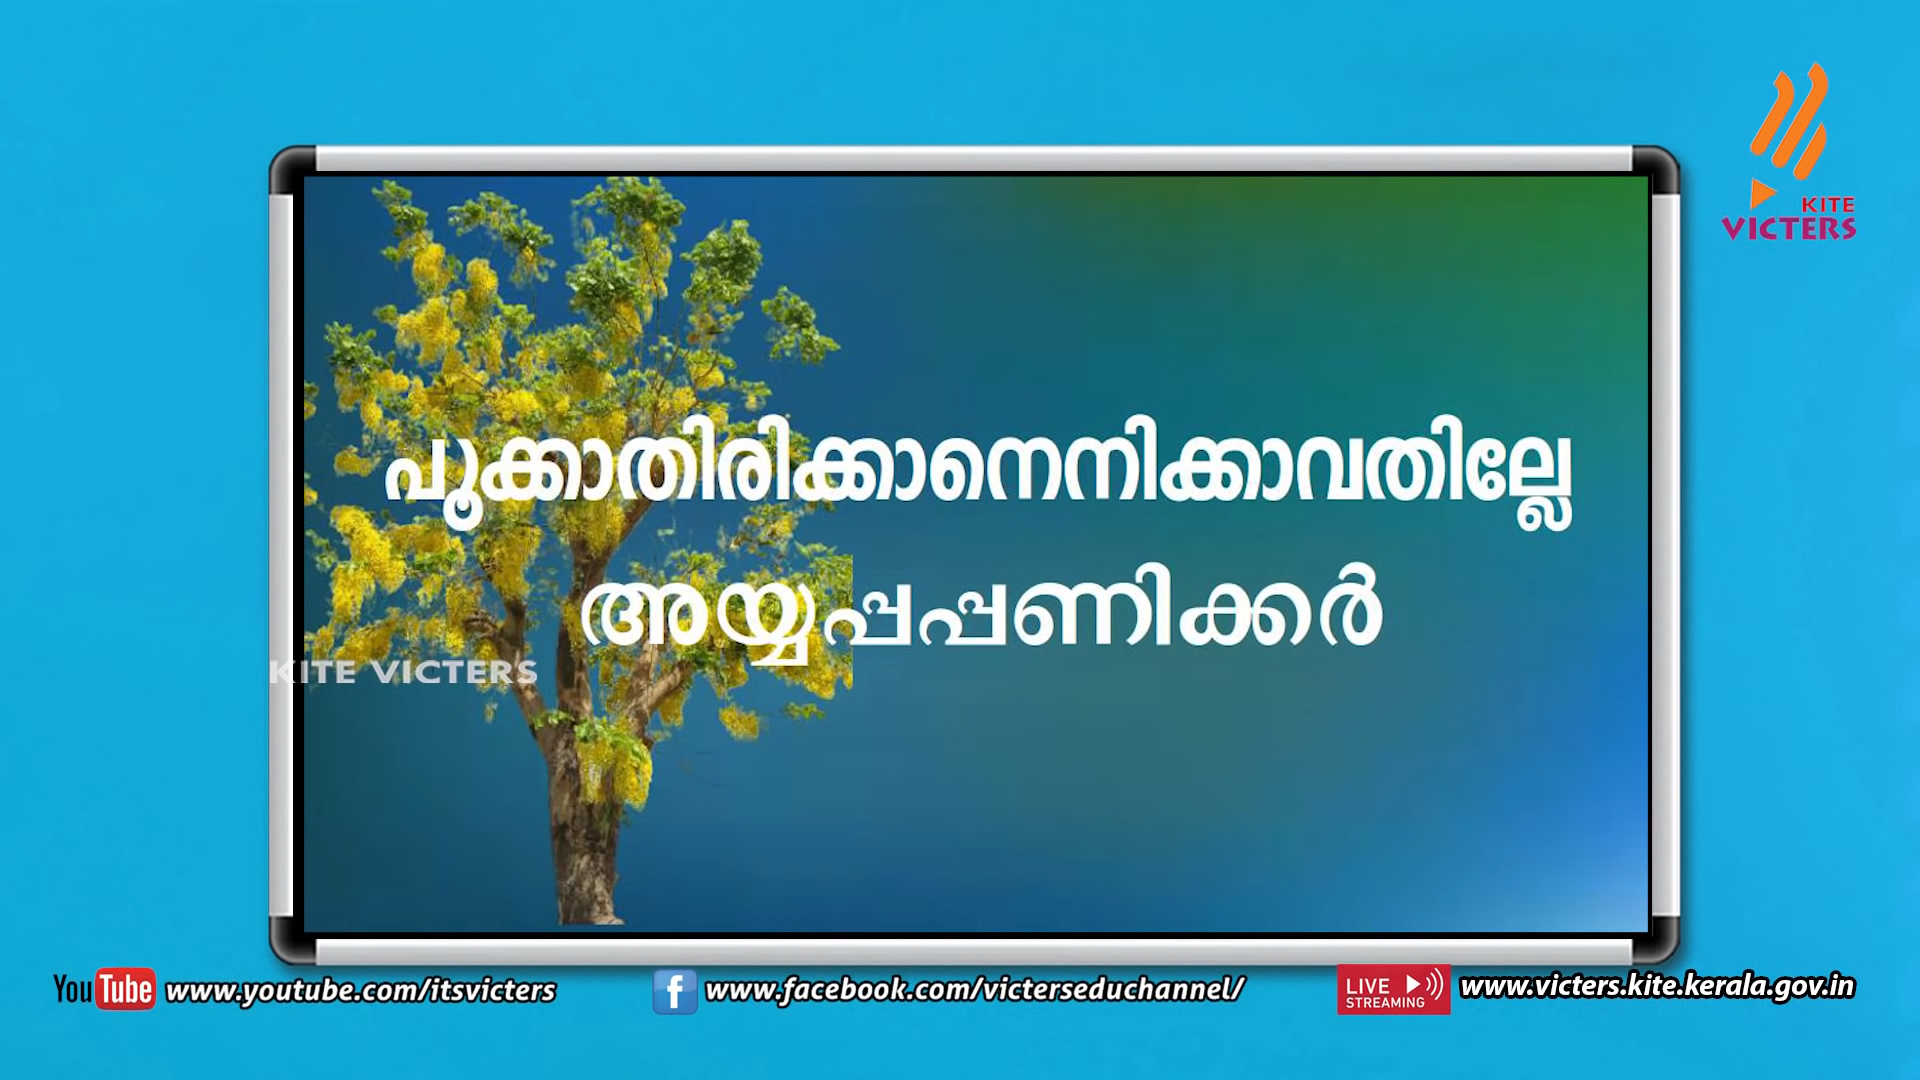 KITE
VICTERS
പൂക്കാതിരിക്കാനെനിക്കാവതില്ലേ
അയ്യപ്പപ്പണിക്കർ
KITE VICTERS
YouTube www.youtube.com/itsvicters
f www.facebook.com/victerseduchannel/
LIVE STREAMING www.victers.kite.kerala.gov.in